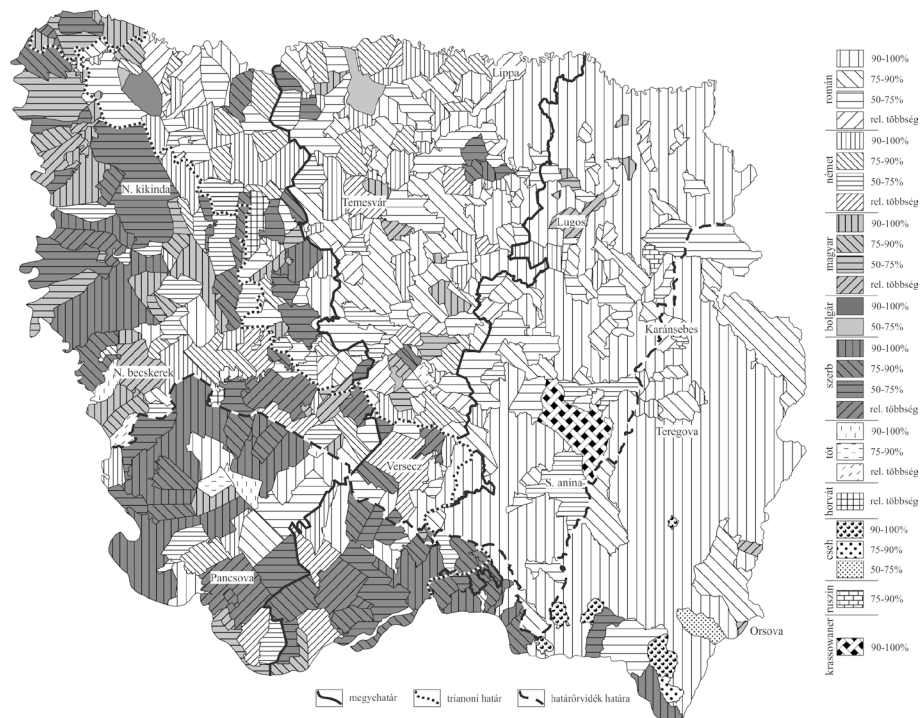 Lippa
N. kikinda
Temesvár
Lugos
Karánsebes
N. becskerek
Teregova
Versecz
S. anina
Pancsova
Orsova
megyehatár
trianoni határ
határőrvidék határa
román
90-100%
75-90%
50-75%
rel. többség
német
90-100%
75-90%
50-75%
rel. többség
magyar
90-100%
75-90%
50-75%
rel. többség
bolgár
90-100%
50-75%
szerb
90-100%
75-90%
50-75%
rel. többség
tót
90-100%
75-90%
rel. többség
horvát
rel. többség
cseh
90-100%
75-90%
50-75%
ruszin
75-90%
krassowaner
90-100%